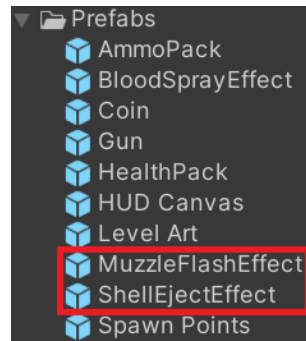 Prefabs
AmmoPack
BloodSprayEffect
Coin
Gun
HealthPack
HUD Canvas
Level Art
MuzzleFlashEffect
ShellEjectEffect
Spawn Points